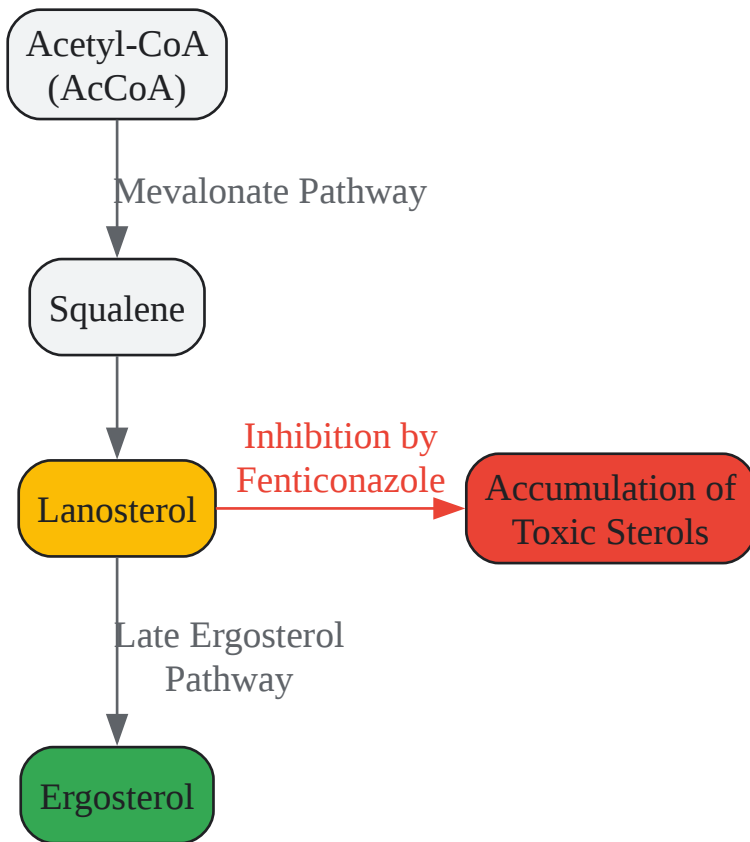 Acetyl-CoA
(AcCoA)
Mevalonate Pathway
Squalene
Inhibition by
Fenticonazole
Lanosterol
Accumulation of
Toxic Sterols
Late Ergosterol
Pathway
Ergosterol